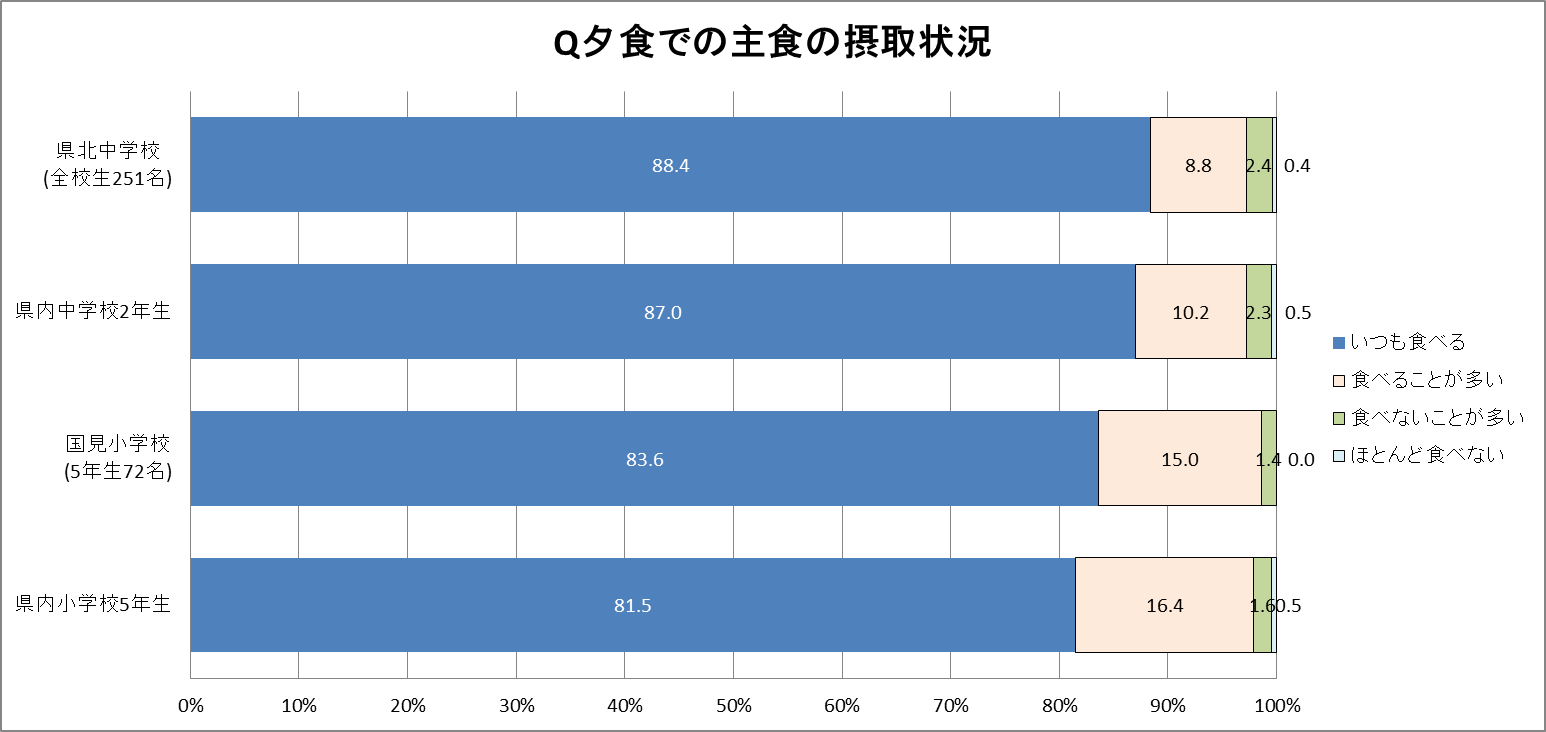 Q夕食での主食の摂取状況
県北中学校
(全校生251名)
88.4
8.8
2.4
0.4
県内中学校2年生
87.0
10.2
2.3
0.5
国見小学校
(5年生72名)
83.6
15.0
1.4
0.0
県内小学校5年生
81.5
16.4
1.6
0.5
0%
10%
20%
30%
40%
50%
60%
70%
80%
90%
100%
いつも食べる
食べることが多い
食べないことが多い
ほとんど食べない